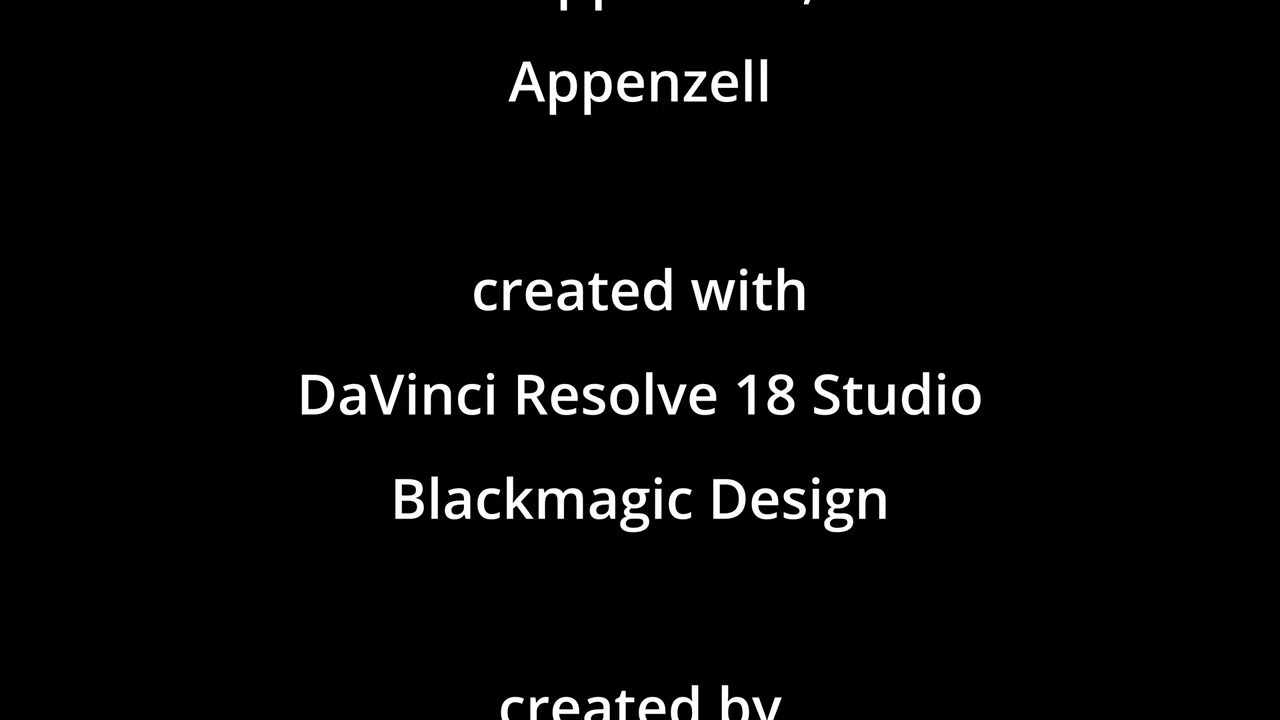 Appenzell
created with
DaVinci Resolve 18 Studio
Blackmagic Design
created by